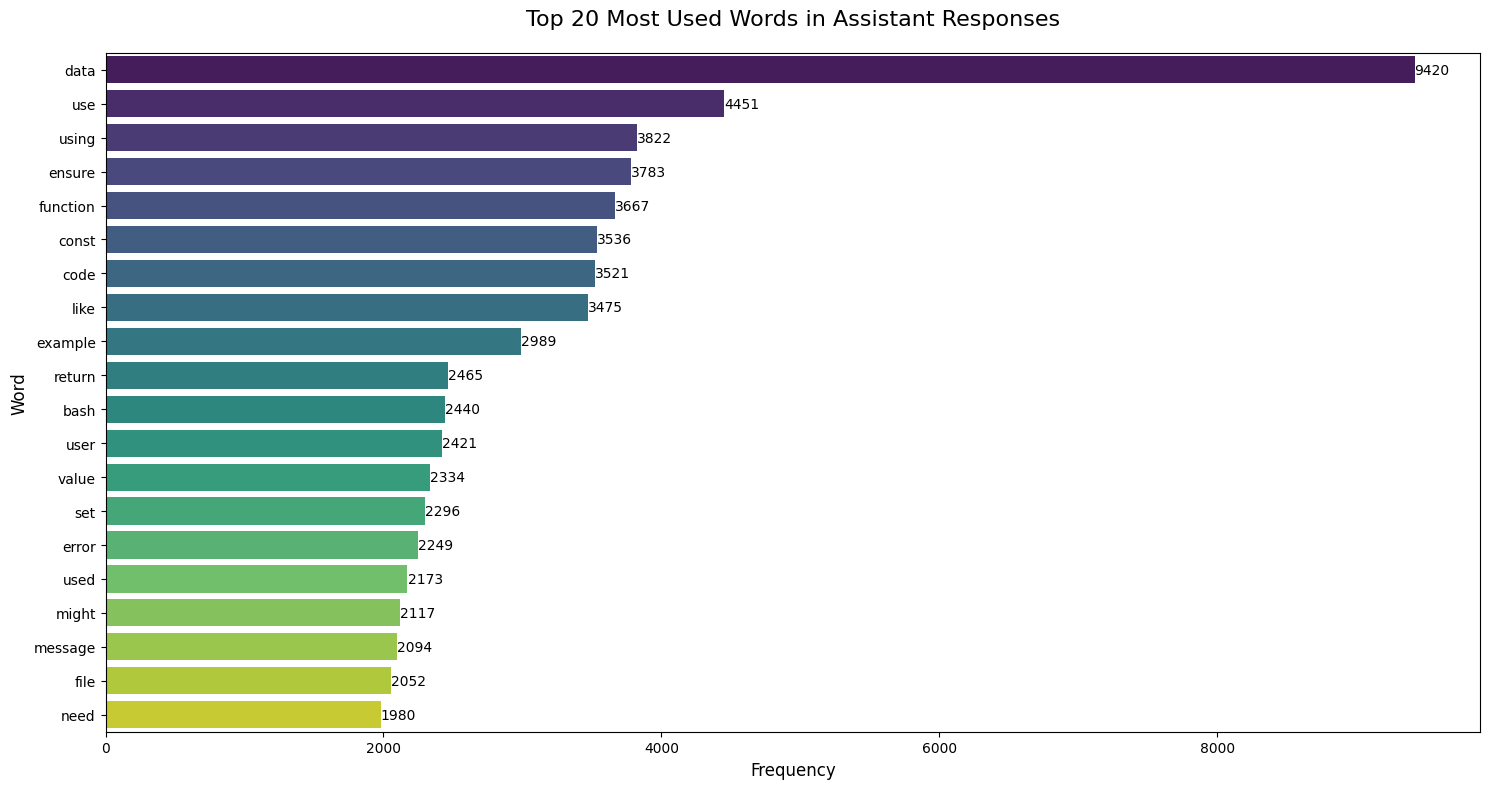 Top 20 Most Used Words in Assistant Responses
data 9420
use 4451
using 3822
ensure 3783
function 3667
const 3536
code 3521
like 3475
example 2989
return 2465
bash 2440
user 2421
value 2334
set 2296
error 2249
used 2173
might 2117
message 2094
file 2052
need 1980
Word
0 2000 4000 6000 8000
Frequency